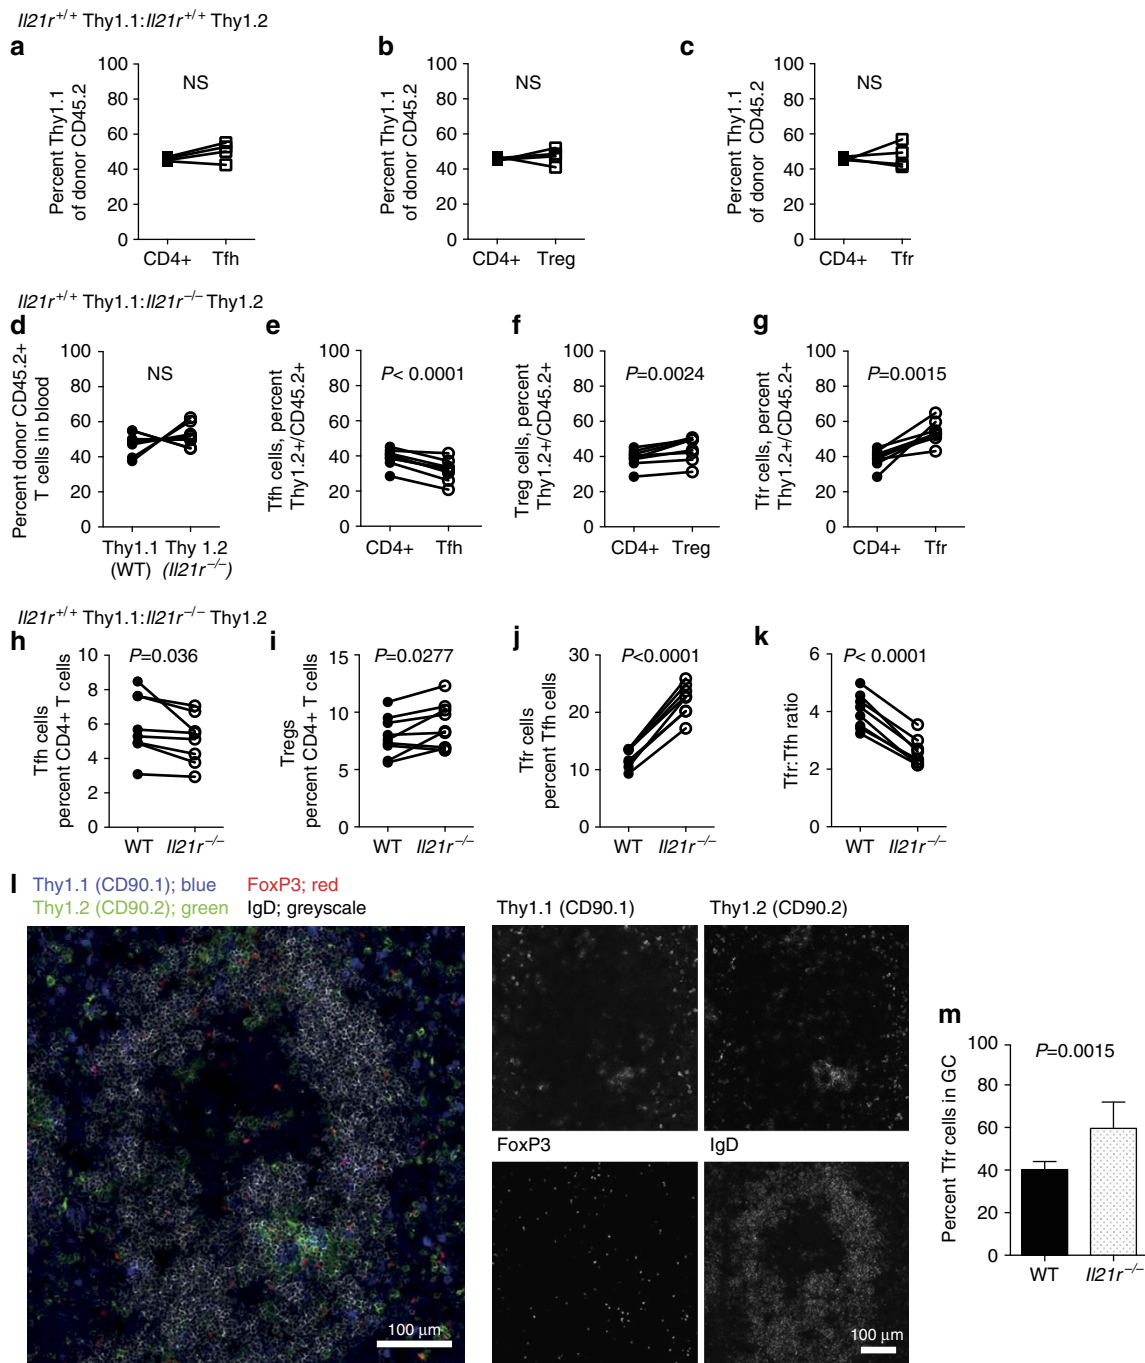 Il21r+/+ Thy1.1:Il21r+/+ Thy1.2
a
b
c
Percent Thy1.1
of donor CD45.2
100
80
60
40
20
0
NS
CD4+ Tfh
Percent Thy1.1
of donor CD45.2
100
80
60
40
20
0
NS
CD4+ Treg
Percent Thy1.1
of donor CD45.2
100
80
60
40
20
0
NS
CD4+ Tfr
Il21r+/+ Thy1.1:Il21r−/− Thy1.2
d
Percent donor CD45.2+
T cells in blood
100
80
60
40
20
0
NS
Thy1.1 Thy 1.2
(WT) (Il21r−/−)
e
Tfh cells, percent
Thy1.2+/CD45.2+
100
80
60
40
20
0
P< 0.0001
CD4+ Tfh
f
Treg cells, percent
Thy1.2+/CD45.2+
100
80
60
40
20
0
P=0.0024
CD4+ Treg
g
Tfr cells, percent
Thy1.2+/CD45.2+
100
80
60
40
20
0
P=0.0015
CD4+ Tfr
Il21r+/+ Thy1.1:Il21r−/− Thy1.2
h
Tfh cells
percent CD4+ T cells
10
8
6
4
2
0
P=0.036
WT Il21r−/−
i
Tregs
percent CD4+ T cells
15
10
5
0
P=0.0277
WT Il21r−/−
j
Tfr cells
percent Tfh cells
30
20
10
0
P<0.0001
WT Il21r−/−
k
Tfr:Tfh ratio
6
4
2
0
P< 0.0001
WT Il21r−/−
l
Thy1.1 (CD90.1); blue FoxP3; red
Thy1.2 (CD90.2); green IgD; greyscale
100 µm
Thy1.1 (CD90.1) Thy1.2 (CD90.2)
FoxP3 IgD
100 µm
m
Percent Tfr cells in GC
100
80
60
40
20
0
P=0.0015
WT Il21r−/−